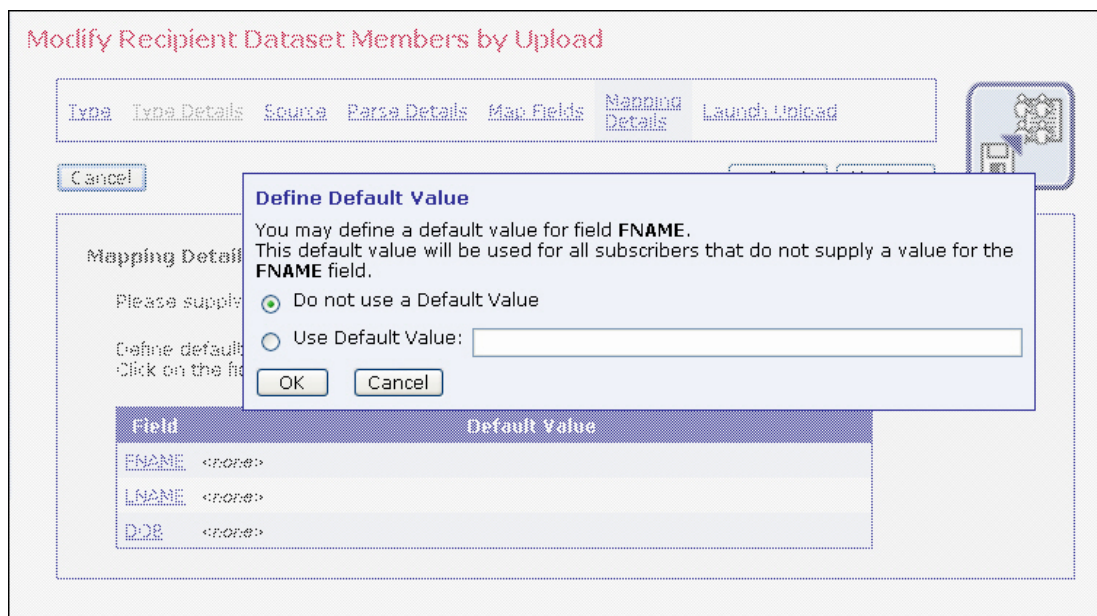 Modify Recipient Dataset Members by Upload
Type Type Details Source Parse Details Map Fields Mapping Details Launch Upload
Cancel
Define Default Value
You may define a default value for field FNAME.
This default value will be used for all subscribers that do not supply a value for the
FNAME field.
Mapping Detail
Please supply
Do not use a Default Value
Define default
Use Default Value:
Click on the
OK Cancel
Field Default Value
FNAME <none>
LNAME <none>
DOB <none>